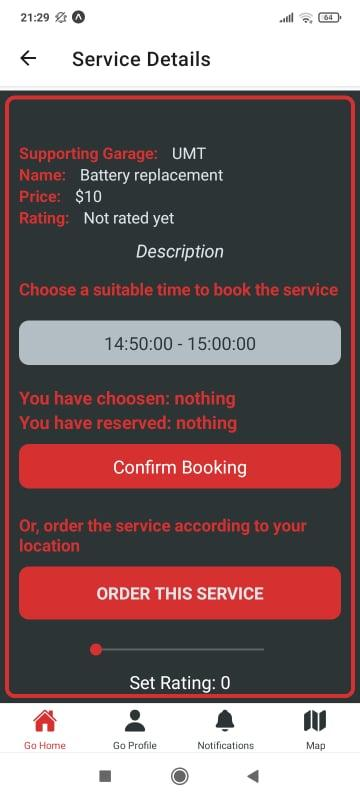 21:29
64
Service Details
Supporting Garage: UMT
Name: Battery replacement
Price: $10
Rating: Not rated yet
Description
Choose a suitable time to book the service
14:50:00 - 15:00:00
You have choosen: nothing
You have reserved: nothing
Confirm Booking
Or, order the service according to your
location
ORDER THIS SERVICE
Set Rating: 0
Go Home Go Profile Notifications Map